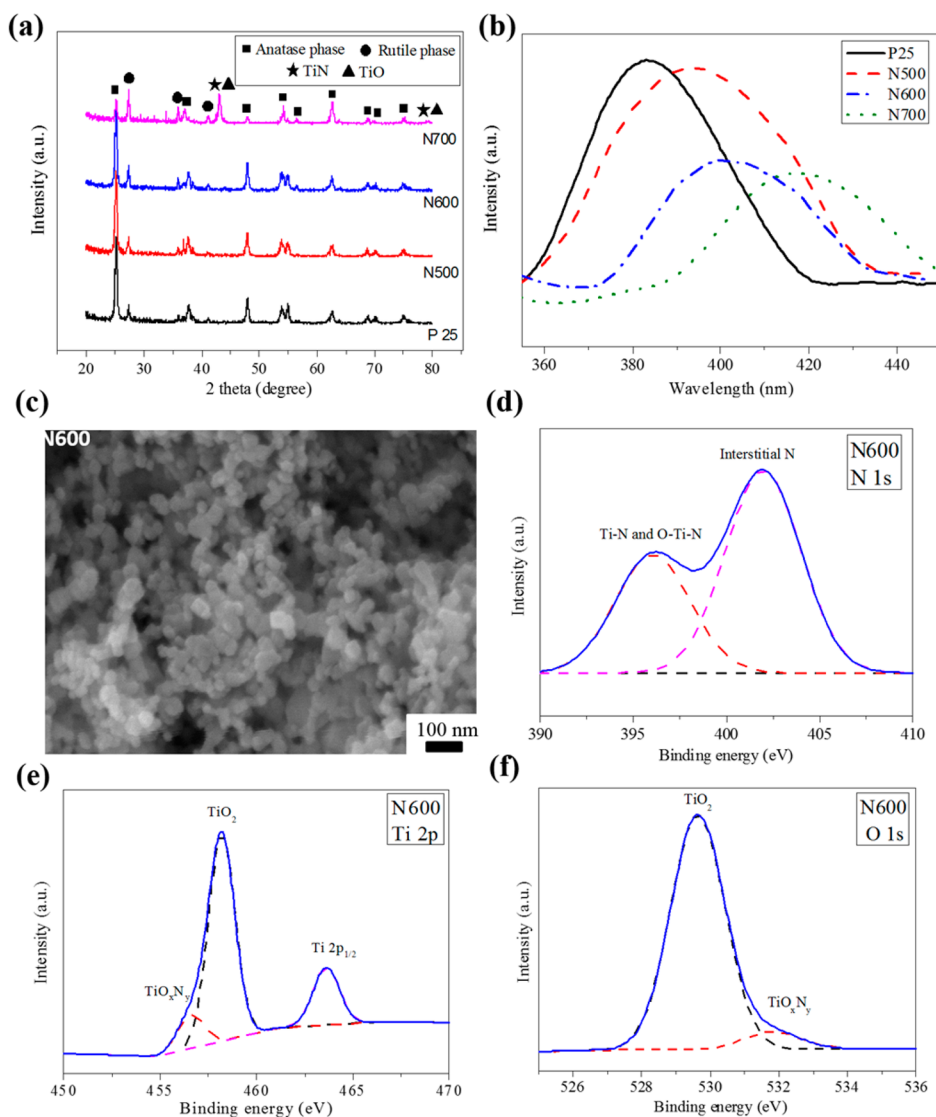 (a)
■ Anatase phase ● Rutile phase
★ TiN ▲ TiO
N700
N600
N500
P 25
Intensity (a.u.)
20 30 40 50 60 70 80
2 theta (degree)
(b)
P25
N500
N600
N700
Intensity (a.u.)
360 380 400 420 440
Wavelength (nm)
(c)
N600
100 nm
(d)
N600
N 1s
Interstitial N
Ti-N and O-Ti-N
Intensity (a.u.)
390 395 400 405 410
Binding energy (eV)
(e)
N600
Ti 2p
TiO₂
Ti 2p₁/₂
TiOₓNᵧ
Intensity (a.u.)
450 455 460 465 470
Binding energy (eV)
(f)
N600
O 1s
TiO₂
TiOₓNᵧ
Intensity (a.u.)
526 528 530 532 534 536
Binding energy (eV)